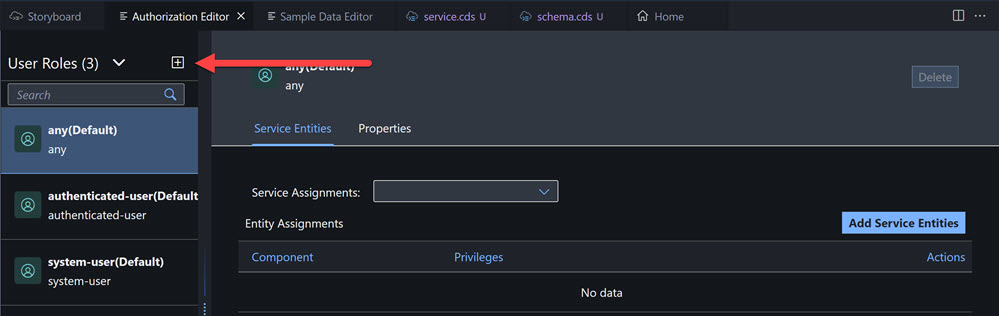 Storyboard Authorization Editor Sample Data Editor service.cds U schema.cds U Home
User Roles (3)
Search
any(Default)
any
authenticated-user(Default
authenticated-user
system-user(Default)
system-user
any(Default)
any
Delete
Service Entities Properties
Service Assignments:
Entity Assignments
Add Service Entities
Component Privileges Actions
No data